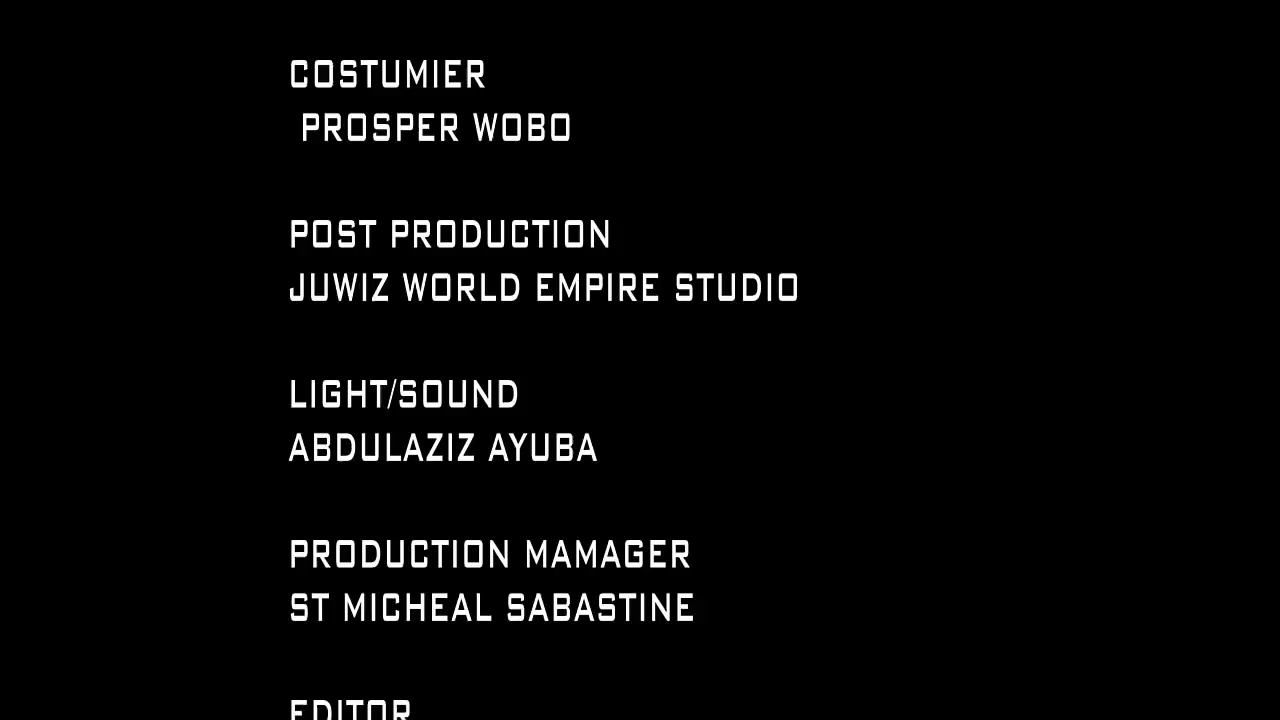 COSTUMIER
PROSPER WOBO
POST PRODUCTION
JUWIZ WORLD EMPIRE STUDIO
LIGHT/SOUND
ABDULAZIZ AYUBA
PRODUCTION MAMAGER
ST MICHEAL SABASTINE
EDITOR